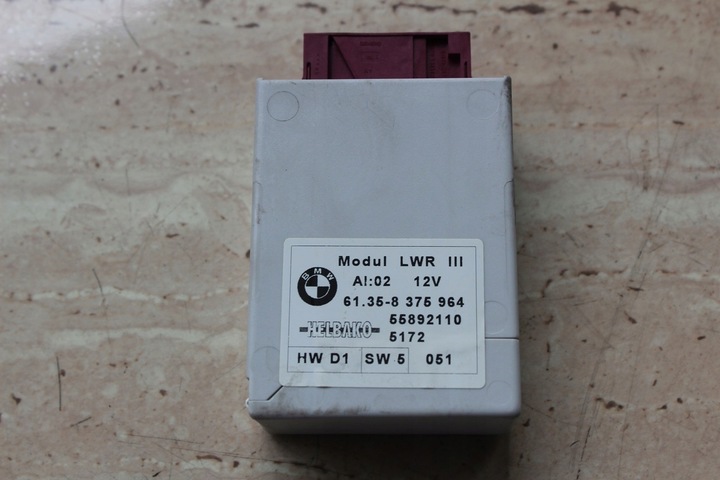 Modul LWR III
BMW
AI:02 12V
61.35-8 375 964
55892110
HELBAKO
5172
HW D1 SW 5 051